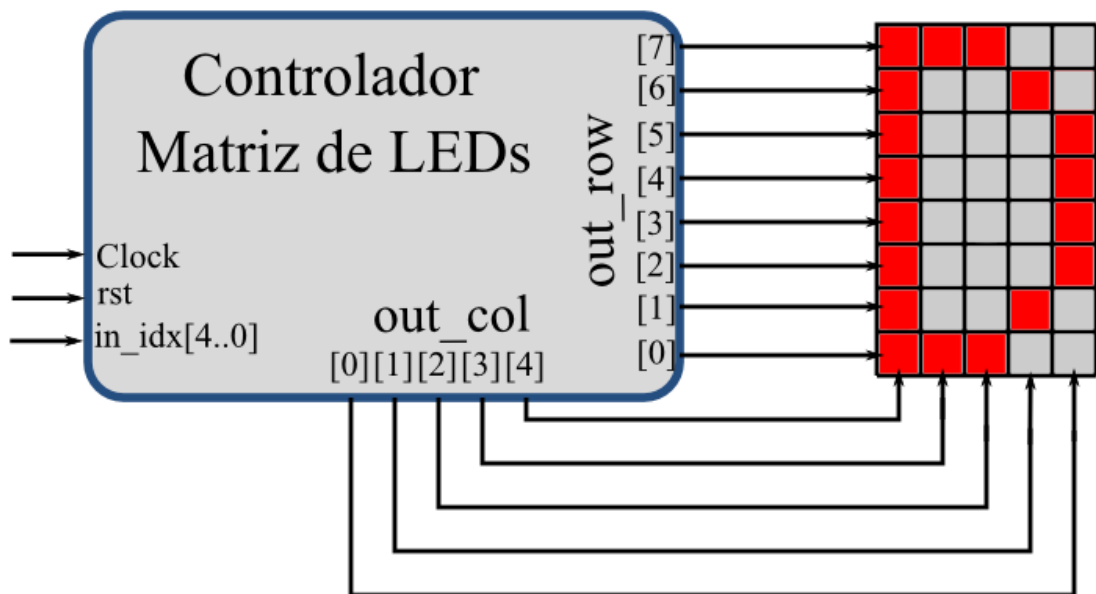 Controlador
Matriz de LEDs
Clock
rst
in_idx[4..0]
out_col
[0][1][2][3][4]
out_row
[7]
[6]
[5]
[4]
[3]
[2]
[1]
[0]